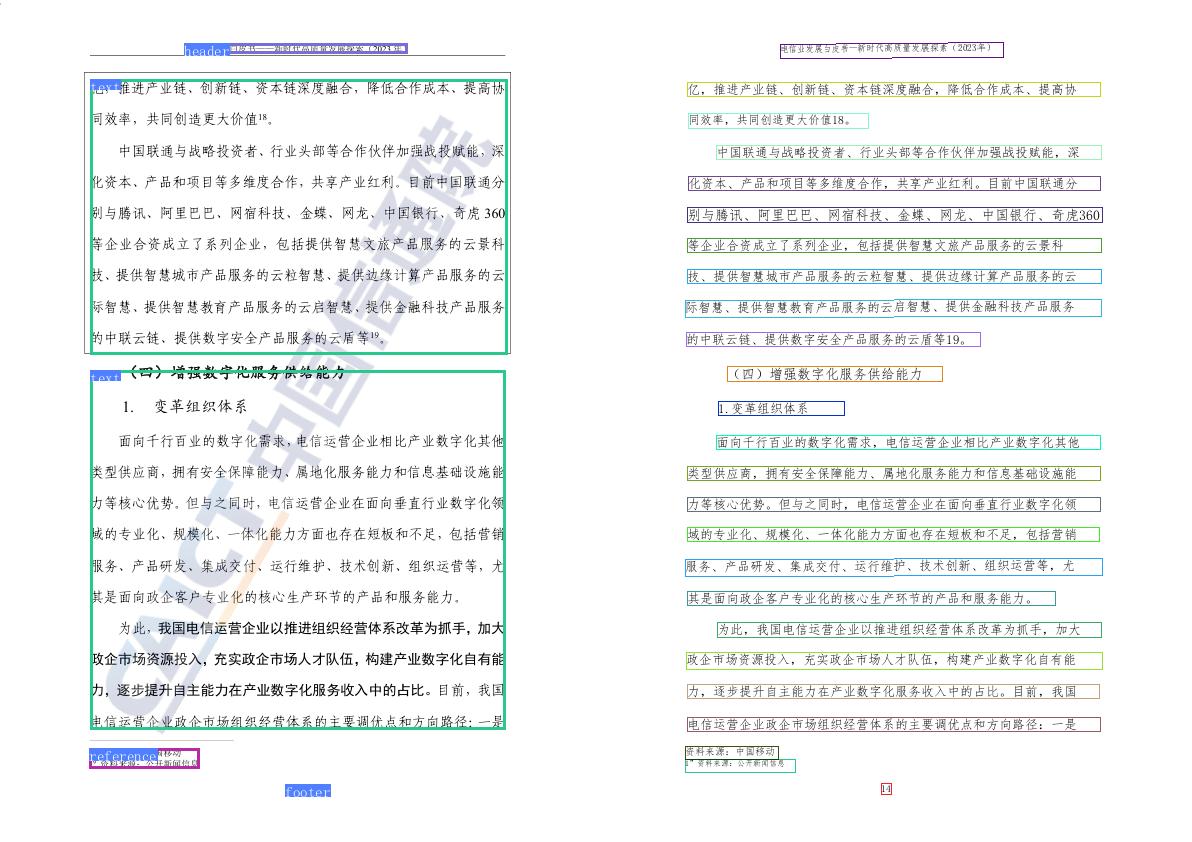 header
text
亿，推进产业链、创新链、资本链深度融合，降低合作成本、提高协
同效率，共同创造更大价值18。
中国联通与战略投资者、行业头部等合作伙伴加强战投赋能，深
化资本、产品和项目等多维度合作，共享产业红利。目前中国联通分
别与腾讯、阿里巴巴、网宿科技、金蝶、网龙、中国银行、奇虎 360
等企业合资成立了系列企业，包括提供智慧文旅产品服务的云景科
技、提供智慧城市产品服务的云粒智慧、提供边缘计算产品服务的云
际智慧、提供智慧教育产品服务的云启智慧、提供金融科技产品服务
的中联云链、提供数字安全产品服务的云盾等19。
text
（四）增强数字化服务供给能力
1. 变革组织体系
面向千行百业的数字化需求，电信运营企业相比产业数字化其他
类型供应商，拥有安全保障能力、属地化服务能力和信息基础设施能
力等核心优势。但与之同时，电信运营企业在面向垂直行业数字化领
域的专业化、规模化、一体化能力方面也存在短板和不足，包括营销
服务、产品研发、集成交付、运行维护、技术创新、组织运营等，尤
其是面向政企客户专业化的核心生产环节的产品和服务能力。
为此，我国电信运营企业以推进组织经营体系改革为抓手，加大
政企市场资源投入，充实政企市场人才队伍，构建产业数字化自有能
力，逐步提升自主能力在产业数字化服务收入中的占比。目前，我国
电信运营企业政企市场组织经营体系的主要调优点和方向路径：一是
reference
国移动
资料来源：公开新闻信息
footer
CAICT 中国信通院
电信业发展白皮书—新时代高质量发展探索（2023年）
亿，推进产业链、创新链、资本链深度融合，降低合作成本、提高协
同效率，共同创造更大价值18。
中国联通与战略投资者、行业头部等合作伙伴加强战投赋能，深
化资本、产品和项目等多维度合作，共享产业红利。目前中国联通分
别与腾讯、阿里巴巴、网宿科技、金蝶、网龙、中国银行、奇虎360
等企业合资成立了系列企业，包括提供智慧文旅产品服务的云景科
技、提供智慧城市产品服务的云粒智慧、提供边缘计算产品服务的云
际智慧、提供智慧教育产品服务的云启智慧、提供金融科技产品服务
的中联云链、提供数字安全产品服务的云盾等19。
（四）增强数字化服务供给能力
1.变革组织体系
面向千行百业的数字化需求，电信运营企业相比产业数字化其他
类型供应商，拥有安全保障能力、属地化服务能力和信息基础设施能
力等核心优势。但与之同时，电信运营企业在面向垂直行业数字化领
域的专业化、规模化、一体化能力方面也存在短板和不足，包括营销
服务、产品研发、集成交付、运行维护、技术创新、组织运营等，尤
其是面向政企客户专业化的核心生产环节的产品和服务能力。
为此，我国电信运营企业以推进组织经营体系改革为抓手，加大
政企市场资源投入，充实政企市场人才队伍，构建产业数字化自有能
力，逐步提升自主能力在产业数字化服务收入中的占比。目前，我国
电信运营企业政企市场组织经营体系的主要调优点和方向路径：一是
资料来源：中国移动
1" 资料来源：公开新闻信息
14